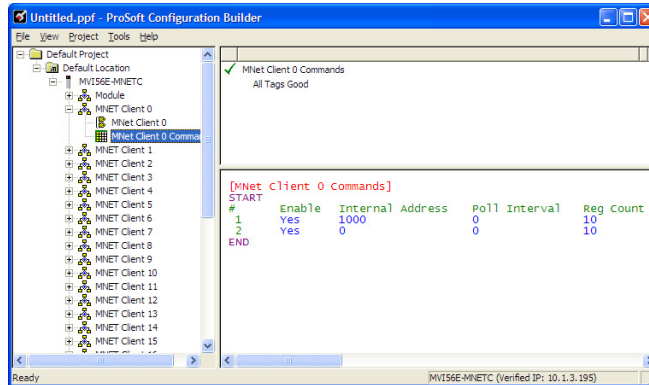 Untitled.ppf - ProSoft Configuration Builder
File View Project Tools Help
Default Project
Default Location
MVI56E-MNETC
Module
MNET Client 0
MNet Client 0
MNet Client 0 Comma
MNET Client 1
MNET Client 2
MNET Client 3
MNET Client 4
MNET Client 5
MNET Client 6
MNET Client 7
MNET Client 8
MNET Client 9
MNET Client 10
MNET Client 11
MNET Client 12
MNET Client 13
MNET Client 14
MNET Client 15
MNet Client 0 Commands
All Tags Good
[MNet Client 0 Commands]
START
# Enable Internal Address Poll Interval Reg Count
1 Yes 1000 0 10
2 Yes 0 0 10
END
Ready
MVI56E-MNETC (Verified IP: 10.1.3.195)